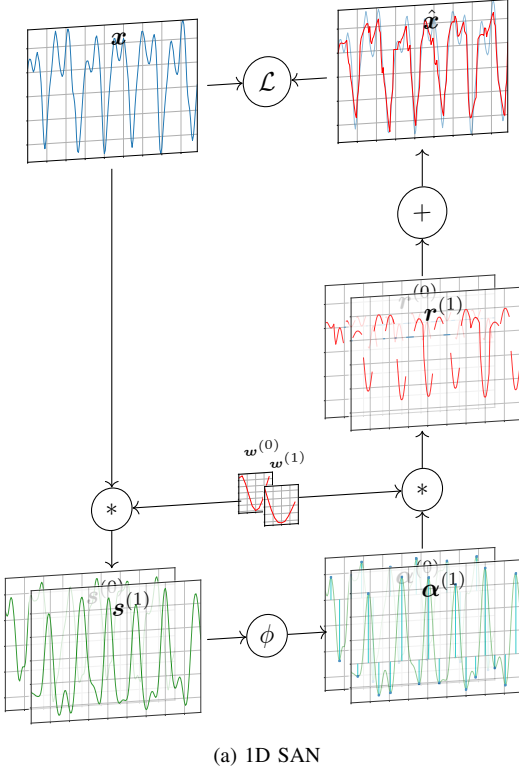 x x̂
ℒ
+
r^(0)
r^(1)
w^(0)
w^(1)
* *
s^(0) α^(0)
s^(1) ϕ α^(1)
(a) 1D SAN